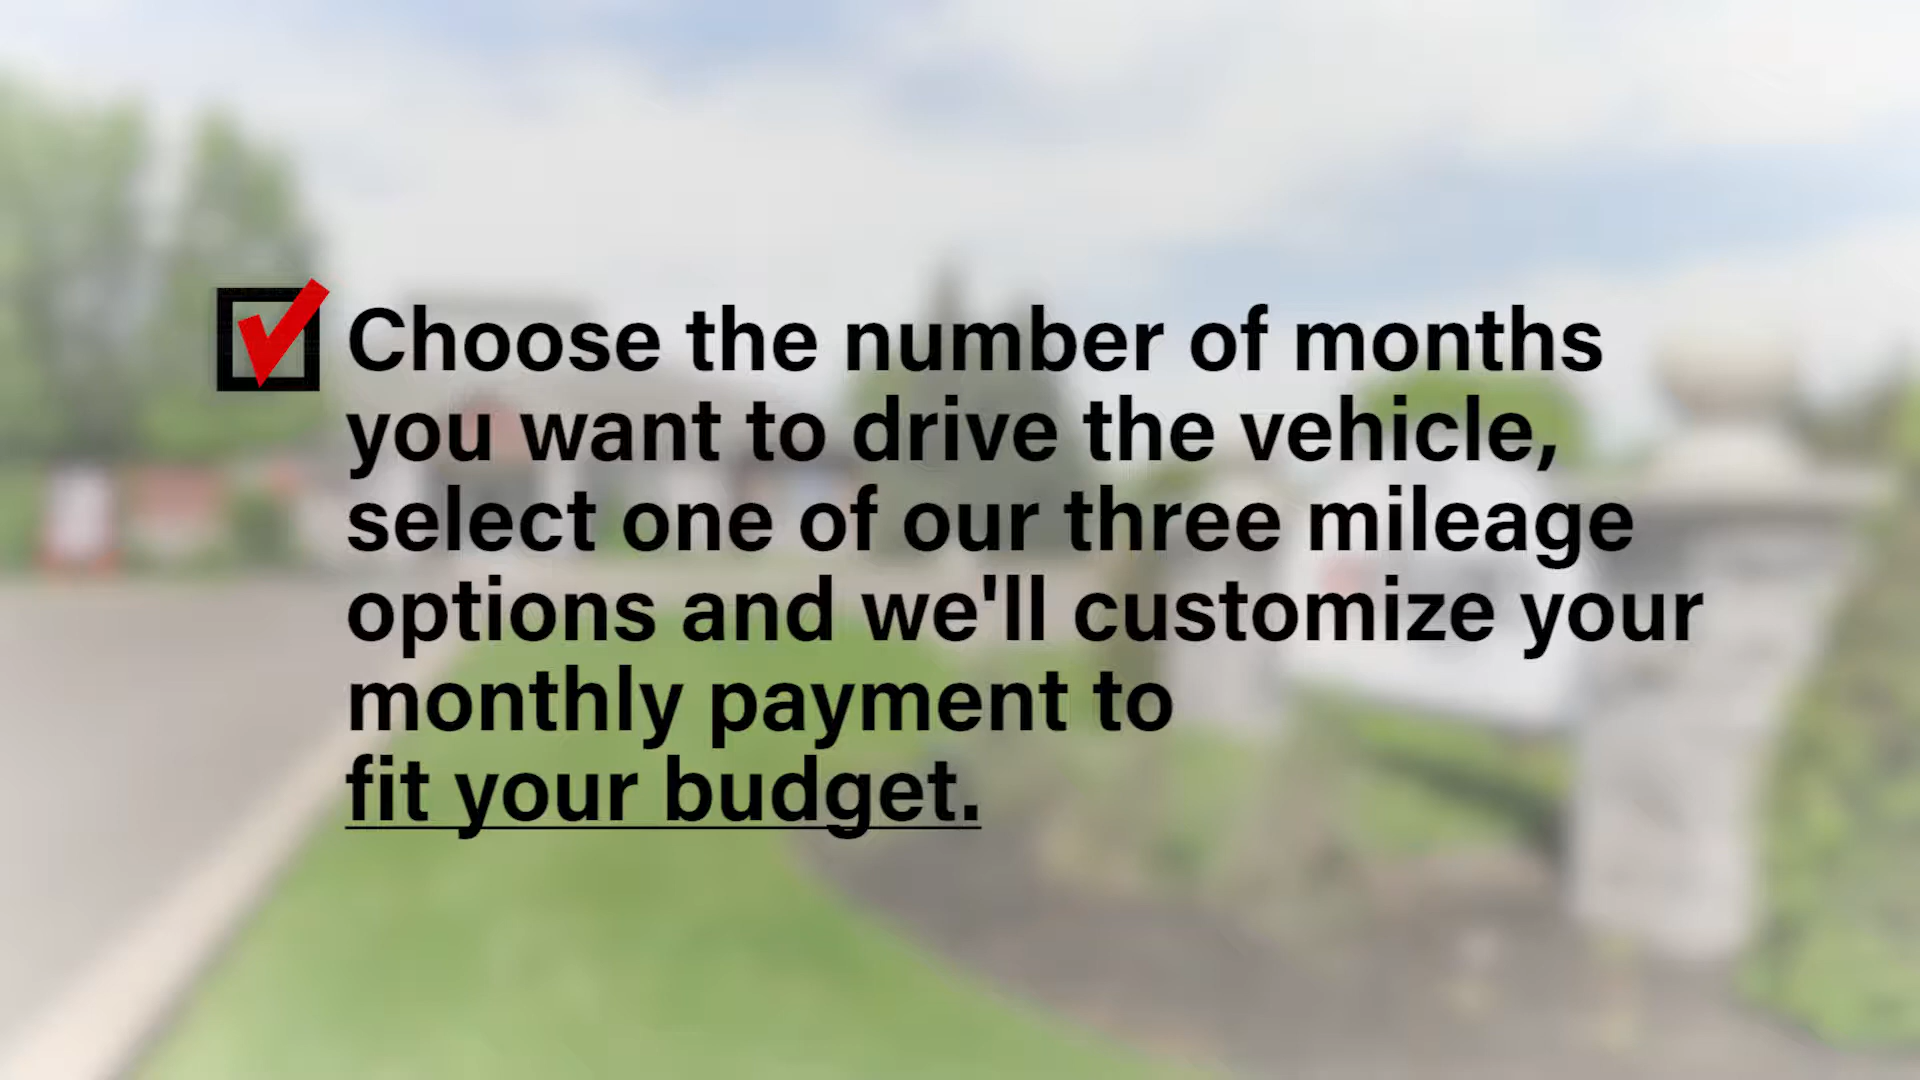 Choose the number of months
you want to drive the vehicle,
select one of our three mileage
options and we'll customize your
monthly payment to
fit your budget.